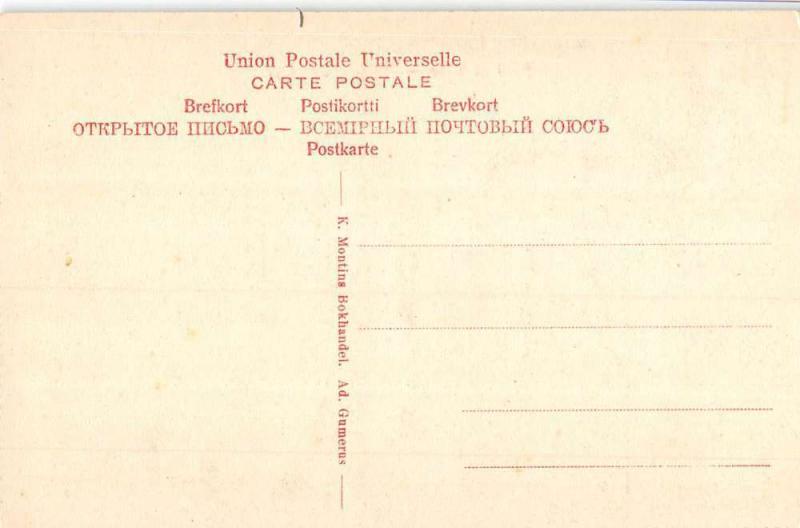 Union Postale Universelle
CARTE POSTALE
Brefkort Postikortti Brevkort
ОТКРЫТОЕ ПИСЬМО — ВСЕМІРНЫЙ ПОЧТОВЫЙ СОЮСЪ
Postkarte
K. Montins Bokhandel. Ad. Gumerus